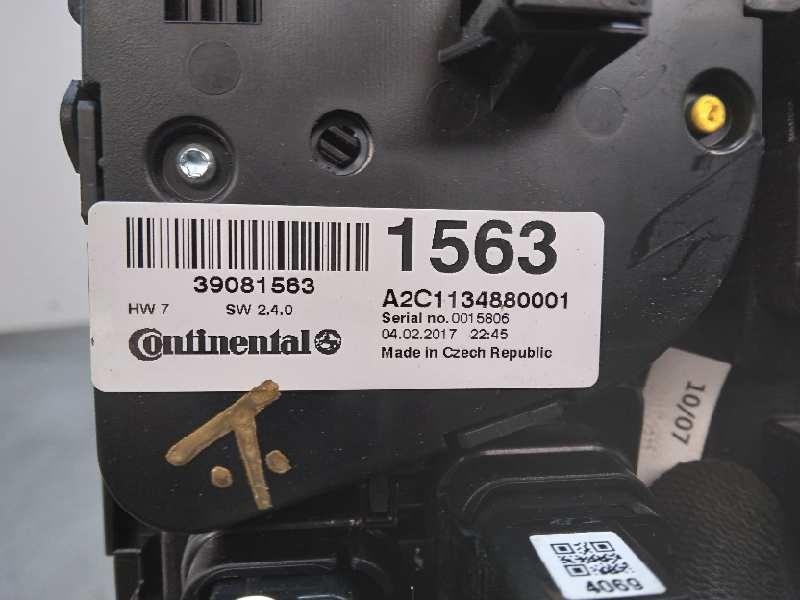 1563
39081563
HW 7 SW 2.4.0
A2C1134880001
Serial no.0015806
04.02.2017 22:45
Continental
Made in Czech Republic
10/07
4069